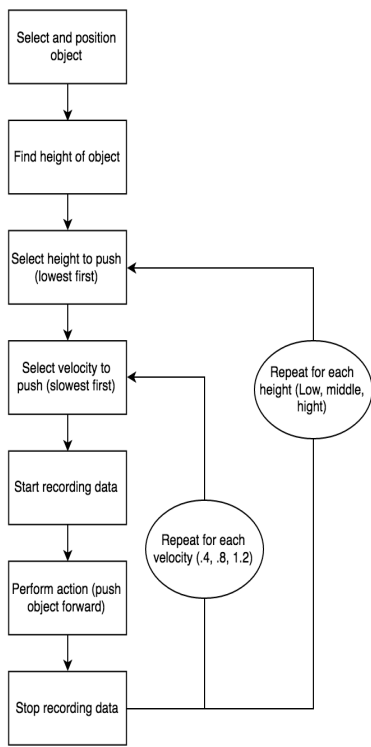 Select and position
object
Find height of object
Select height to push
(lowest first)
Select velocity to
push (slowest first)
Repeat for each
height (Low, middle,
hight)
Start recording data
Repeat for each
velocity (.4, .8, 1.2)
Perform action (push
object forward)
Stop recording data